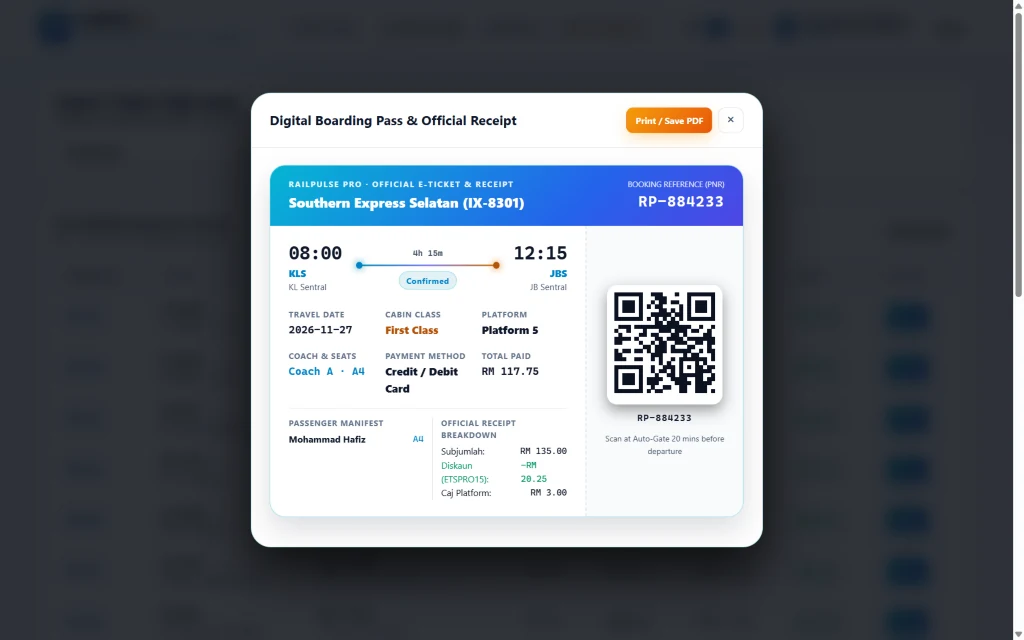 Digital Boarding Pass & Official Receipt
Print / Save PDF
×
RAILPULSE PRO · OFFICIAL E-TICKET & RECEIPT
Southern Express Selatan (IX-8301)
BOOKING REFERENCE (PNR)
RP-884233
08:00
KLS
KL Sentral
4h 15m
Confirmed
12:15
JBS
JB Sentral
TRAVEL DATE
2026-11-27
CABIN CLASS
First Class
PLATFORM
Platform 5
COACH & SEATS
Coach A · A4
PAYMENT METHOD
Credit / Debit
Card
TOTAL PAID
RM 117.75
PASSENGER MANIFEST
Mohammad Hafiz A4
OFFICIAL RECEIPT
BREAKDOWN
Subjumlah: RM 135.00
Diskaun -RM
(ETSPRO15): 20.25
Caj Platform: RM 3.00
RP-884233
Scan at Auto-Gate 20 mins before
departure